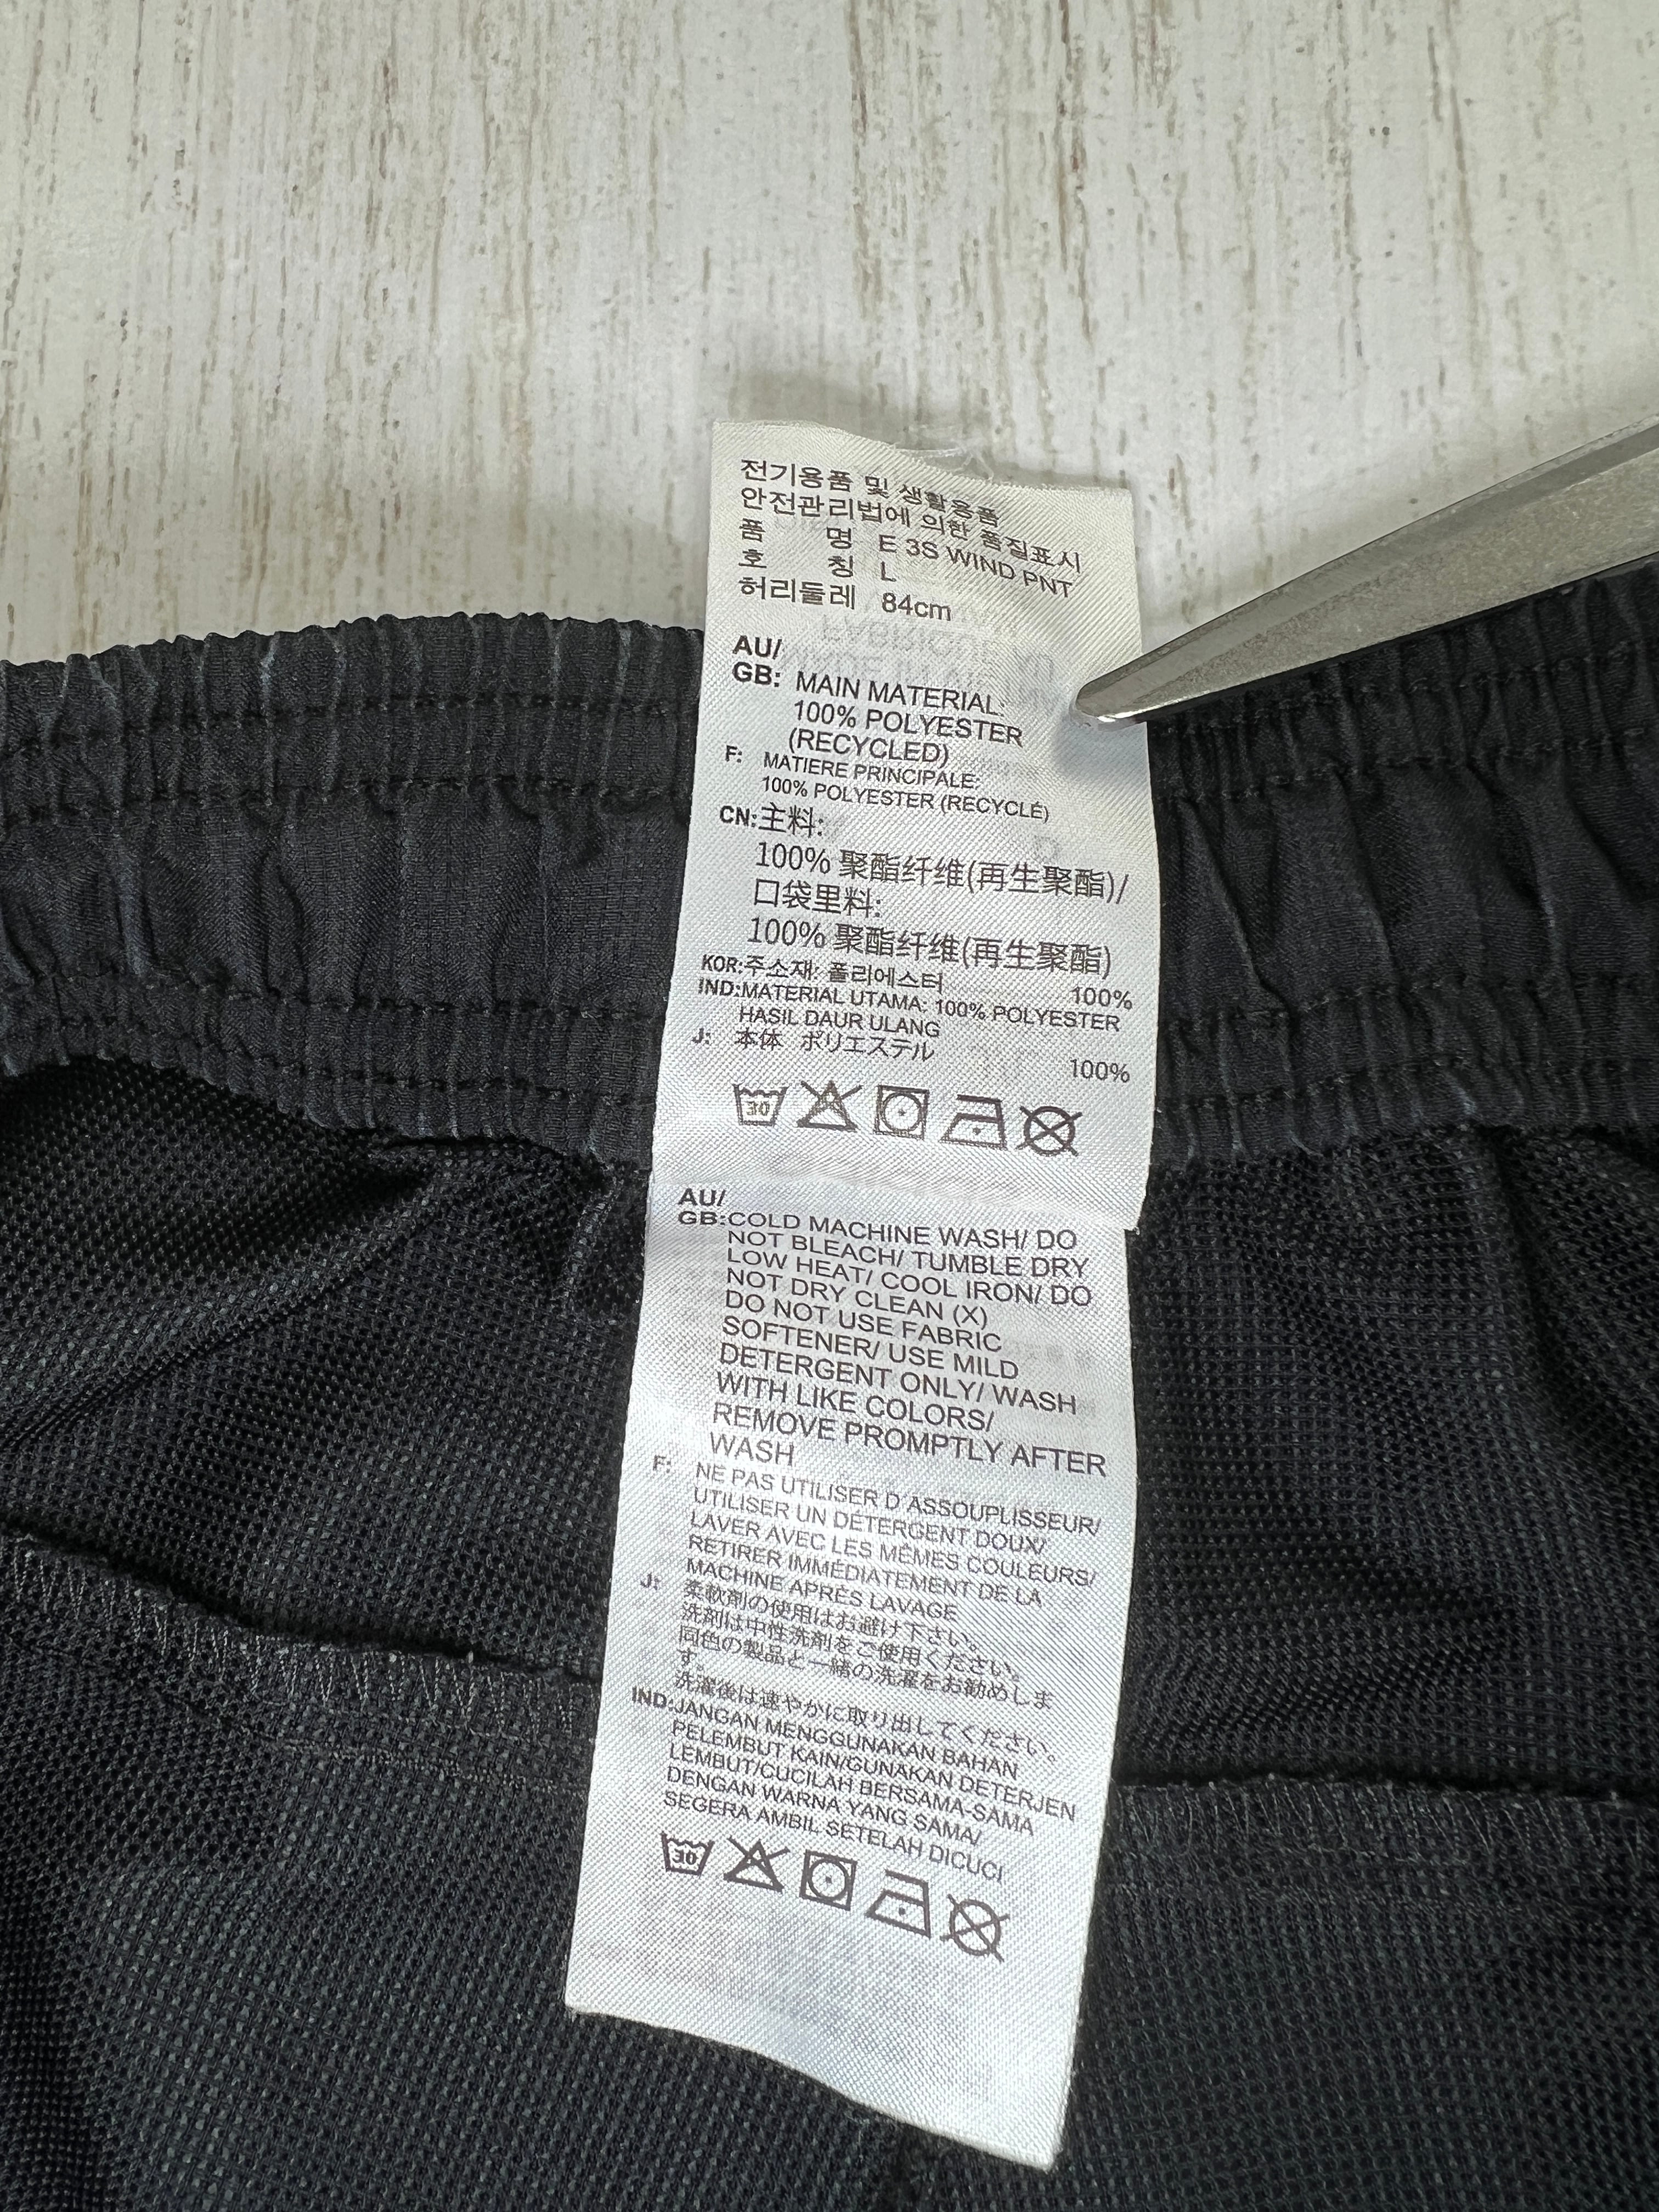 전기용품 및 생활용품
안전관리법에 의한 품질표시
품 명 E 3S WIND PNT
호 칭 L
허리둘레 84cm
AU/
GB: MAIN MATERIAL:
100% POLYESTER
(RECYCLED)
F: MATIERE PRINCIPALE:
100% POLYESTER (RECYCLÉ)
CN:主料:
100% 聚酯纤维(再生聚酯)/
口袋里料:
100% 聚酯纤维(再生聚酯)
KOR:주소재: 폴리에스터 100%
IND:MATERIAL UTAMA: 100% POLYESTER
HASIL DAUR ULANG
J: 本体 ポリエステル 100%
30
AU/
GB:COLD MACHINE WASH/ DO
NOT BLEACH/ TUMBLE DRY
LOW HEAT/ COOL IRON/ DO
NOT DRY CLEAN (X)
DO NOT USE FABRIC
SOFTENER/ USE MILD
DETERGENT ONLY/ WASH
WITH LIKE COLORS/
REMOVE PROMPTLY AFTER
WASH
F: NE PAS UTILISER D'ASSOUPLISSEUR/
UTILISER UN DÉTERGENT DOUX/
LAVER AVEC LES MÊMES COULEURS/
RETIRER IMMÉDIATEMENT DE LA
MACHINE APRÈS LAVAGE
J: 柔軟剤の使用はお避け下さい。
洗剤は中性洗剤をご使用ください。
同色の製品と一緒の洗濯をお勧めしま
す。
洗濯後は速やかに取り出してください。
IND:JANGAN MENGGUNAKAN BAHAN
PELEMBUT KAIN/GUNAKAN DETERJEN
LEMBUT/CUCILAH BERSAMA-SAMA
DENGAN WARNA YANG SAMA/
SEGERA AMBIL SETELAH DICUCI
30